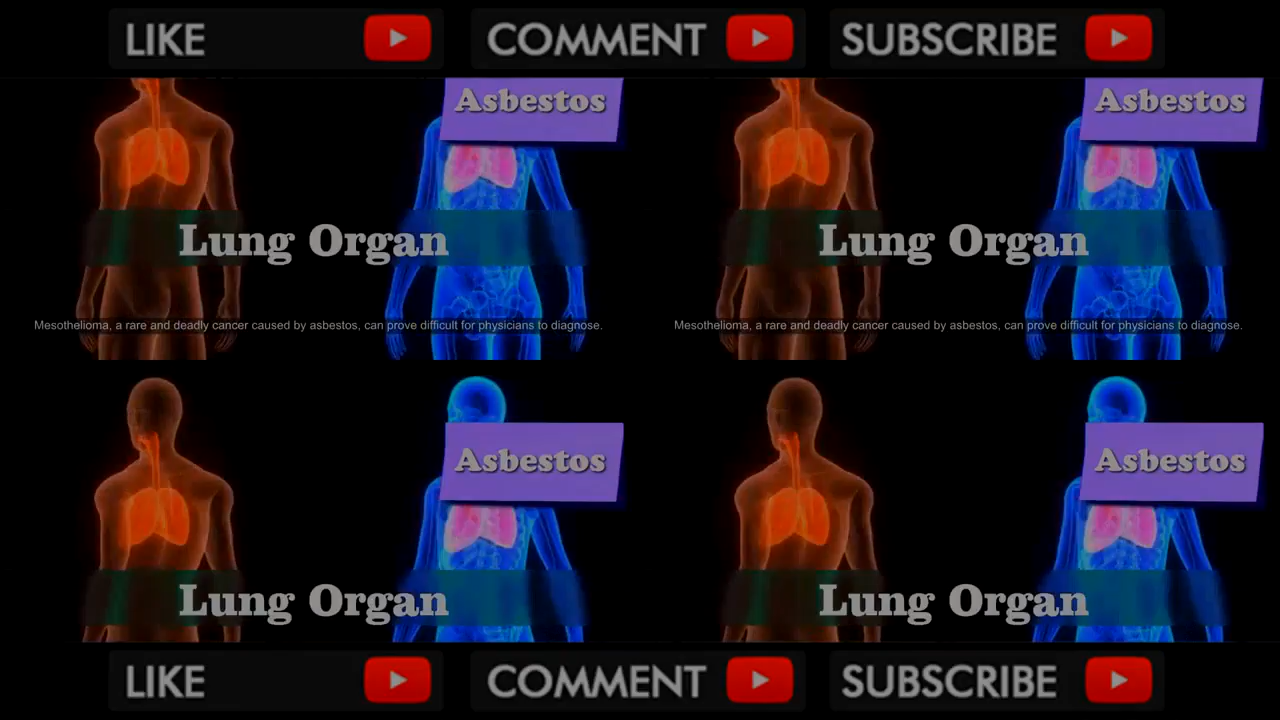 LIKE COMMENT SUBSCRIBE
Asbestos Asbestos
Lung Organ Lung Organ
Mesothelioma, a rare and deadly cancer caused by asbestos, can prove difficult for physicians to diagnose. Mesothelioma, a rare and deadly cancer caused by asbestos, can prove difficult for physicians to diagnose.
Asbestos Asbestos
Lung Organ Lung Organ
LIKE COMMENT SUBSCRIBE